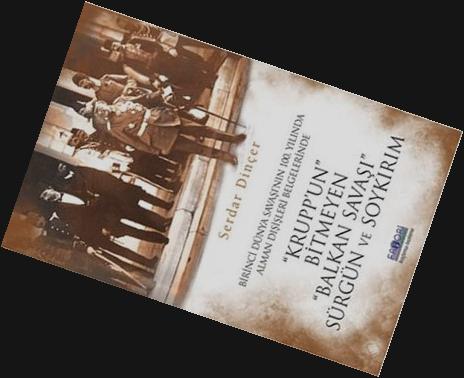 Serdar Dinçer
BİRİNCİ DÜNYA SAVAŞI'NIN 100. YILINDA
ALMAN DIŞİŞLERİ BELGELERİNDE
"KRUPP'UN"
BİTMEYEN
"BALKAN SAVAŞI"
SÜRGÜN VE SOYKIRIM